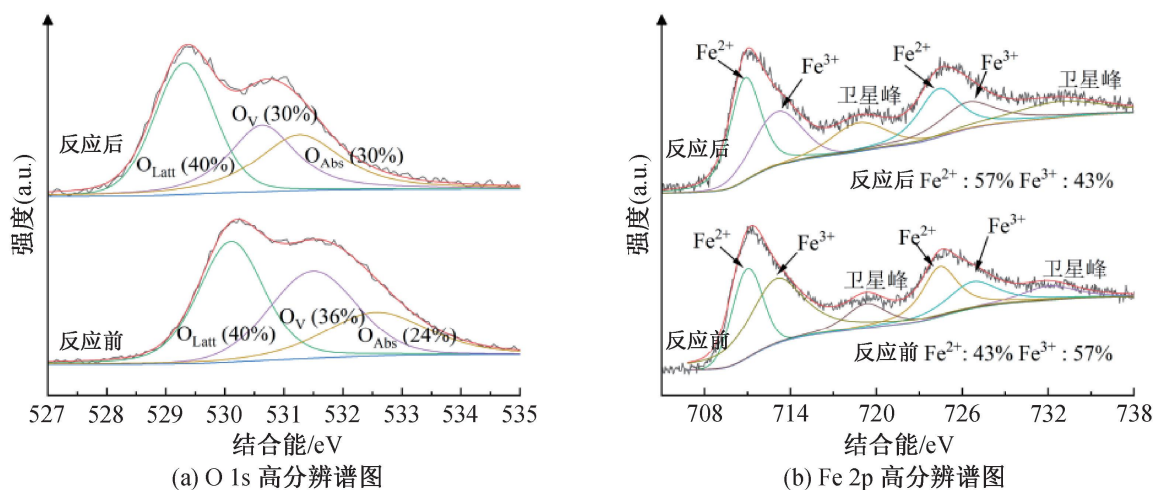 强度(a.u.)
反应后
O_Latt (40%)
O_V (30%)
O_Abs (30%)
反应前
O_Latt (40%)
O_V (36%)
O_Abs (24%)
527 528 529 530 531 532 533 534 535
结合能/eV
(a) O 1s 高分辨谱图
强度(a.u.)
Fe²⁺
Fe³⁺
卫星峰
Fe²⁺
Fe³⁺
卫星峰
反应后
反应后 Fe²⁺ : 57% Fe³⁺ : 43%
Fe²⁺
Fe³⁺
卫星峰
Fe²⁺
Fe³⁺
卫星峰
反应前
反应前 Fe²⁺: 43% Fe³⁺ : 57%
708 714 720 726 732 738
结合能/eV
(b) Fe 2p 高分辨谱图